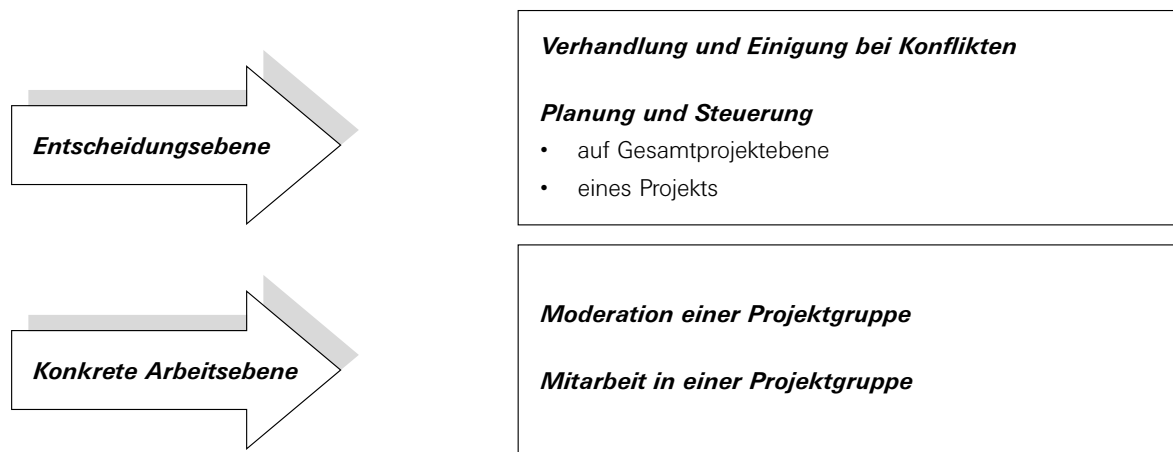 Entscheidungsebene
Verhandlung und Einigung bei Konflikten
Planung und Steuerung
• auf Gesamtprojektebene
• eines Projekts
Konkrete Arbeitsebene
Moderation einer Projektgruppe
Mitarbeit in einer Projektgruppe